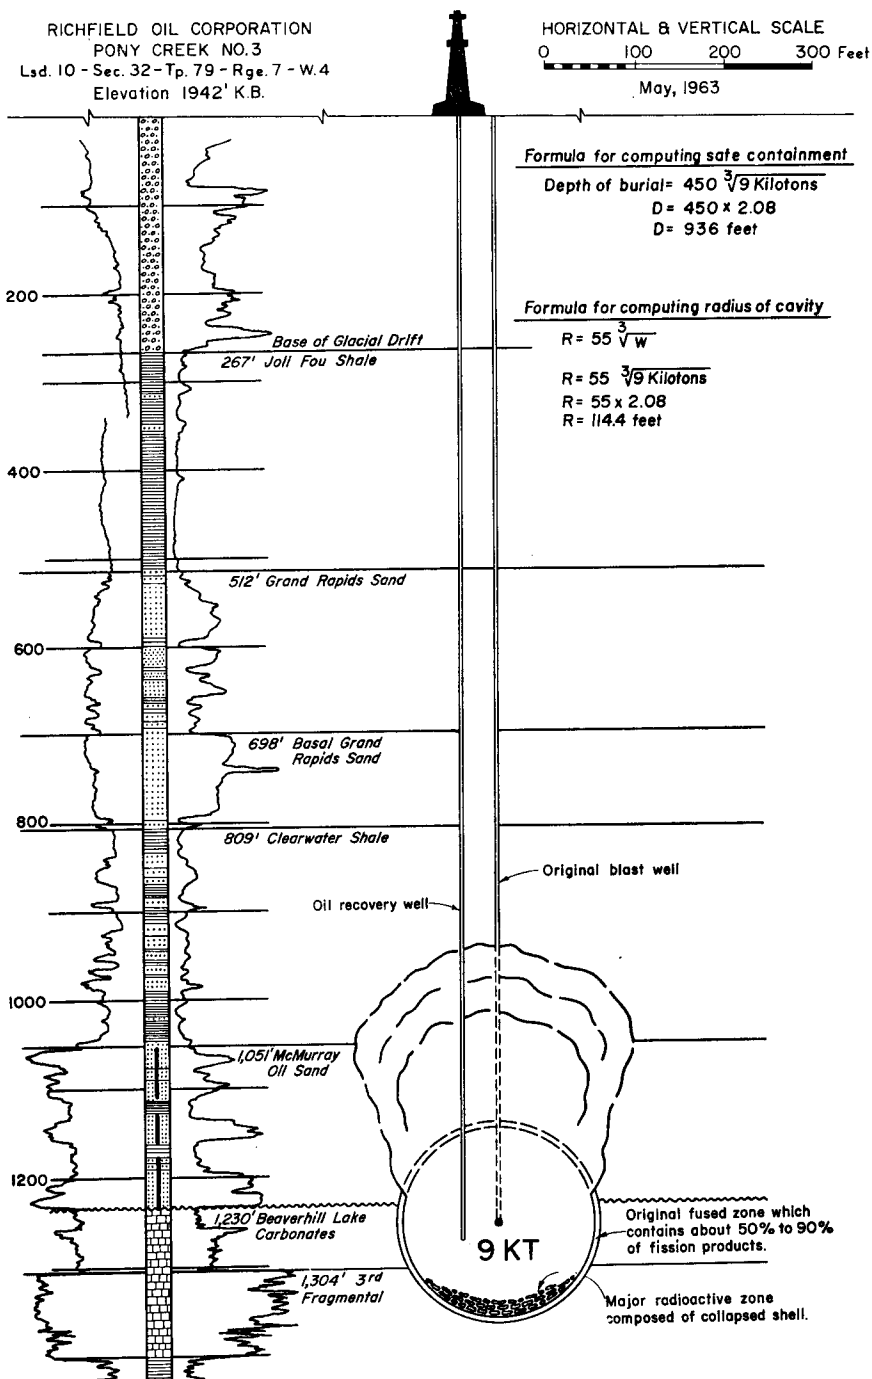 RICHFIELD OIL CORPORATION
PONY CREEK NO.3
Lsd. 10 - Sec. 32 - Tp. 79 - Rge. 7 - W. 4
Elevation 1942' K.B.
HORIZONTAL & VERTICAL SCALE
0 100 200 300 Feet
May, 1963
Formula for computing safe containment
Depth of burial = 450 ∛9 Kilotons
D = 450 x 2.08
D = 936 feet
200
Formula for computing radius of cavity
R = 55 ∛W
R = 55 ∛9 Kilotons
R = 55 x 2.08
R = 114.4 feet
Base of Glacial Drift
267' Joli Fou Shale
400
512' Grand Rapids Sand
600
698' Basal Grand
Rapids Sand
800
809' Clearwater Shale
Original blast well
Oil recovery well
1000
1,051' McMurray
Oil Sand
1200
1,230' Beaverhill Lake
Carbonates
Original fused zone which
contains about 50% to 90%
of fission products.
9 KT
1,304' 3rd
Fragmental
Major radioactive zone
composed of collapsed shell.